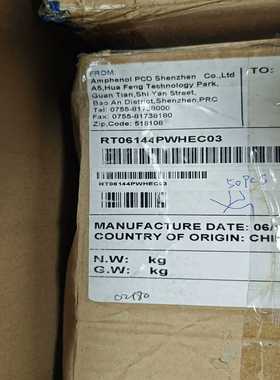 FROM:
Amphenol PCD Shenzhen Co.,Ltd
A5,Hua Feng Technology Park,
Guan Tian,Shi Yan Street,
Bao An District,Shenzhen,PRC
Tel: 0755-81738000
Fax: 0755-81738180
Zip.Code: 518108
TO:
RT06144PWHEC03
RT06144PWHEC03
50PCS
MANUFACTURE DATE: 06/
COUNTRY OF ORIGIN: CHI
N.W: kg
G.W: kg